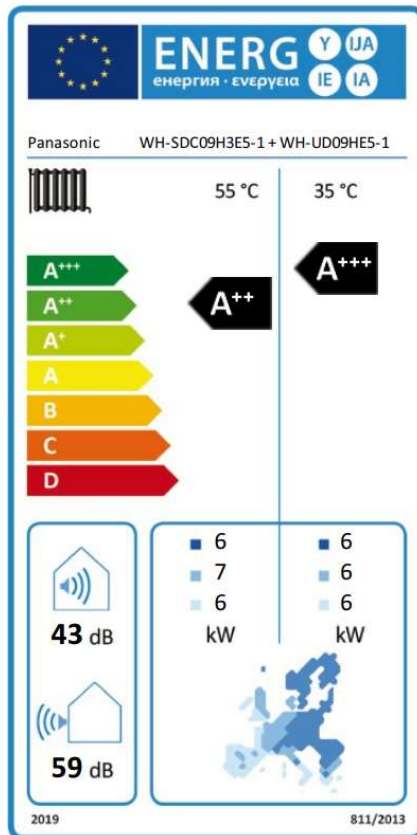 ENERG Y IJA
енергия · ενεργεια IE IA
Panasonic WH-SDC09H3E5-1 + WH-UD09HE5-1
55 °C 35 °C
A+++
A++
A+
A
B
C
D
A++
A+++
43 dB
59 dB
6 6
7 6
6 6
kW kW
2019 811/2013